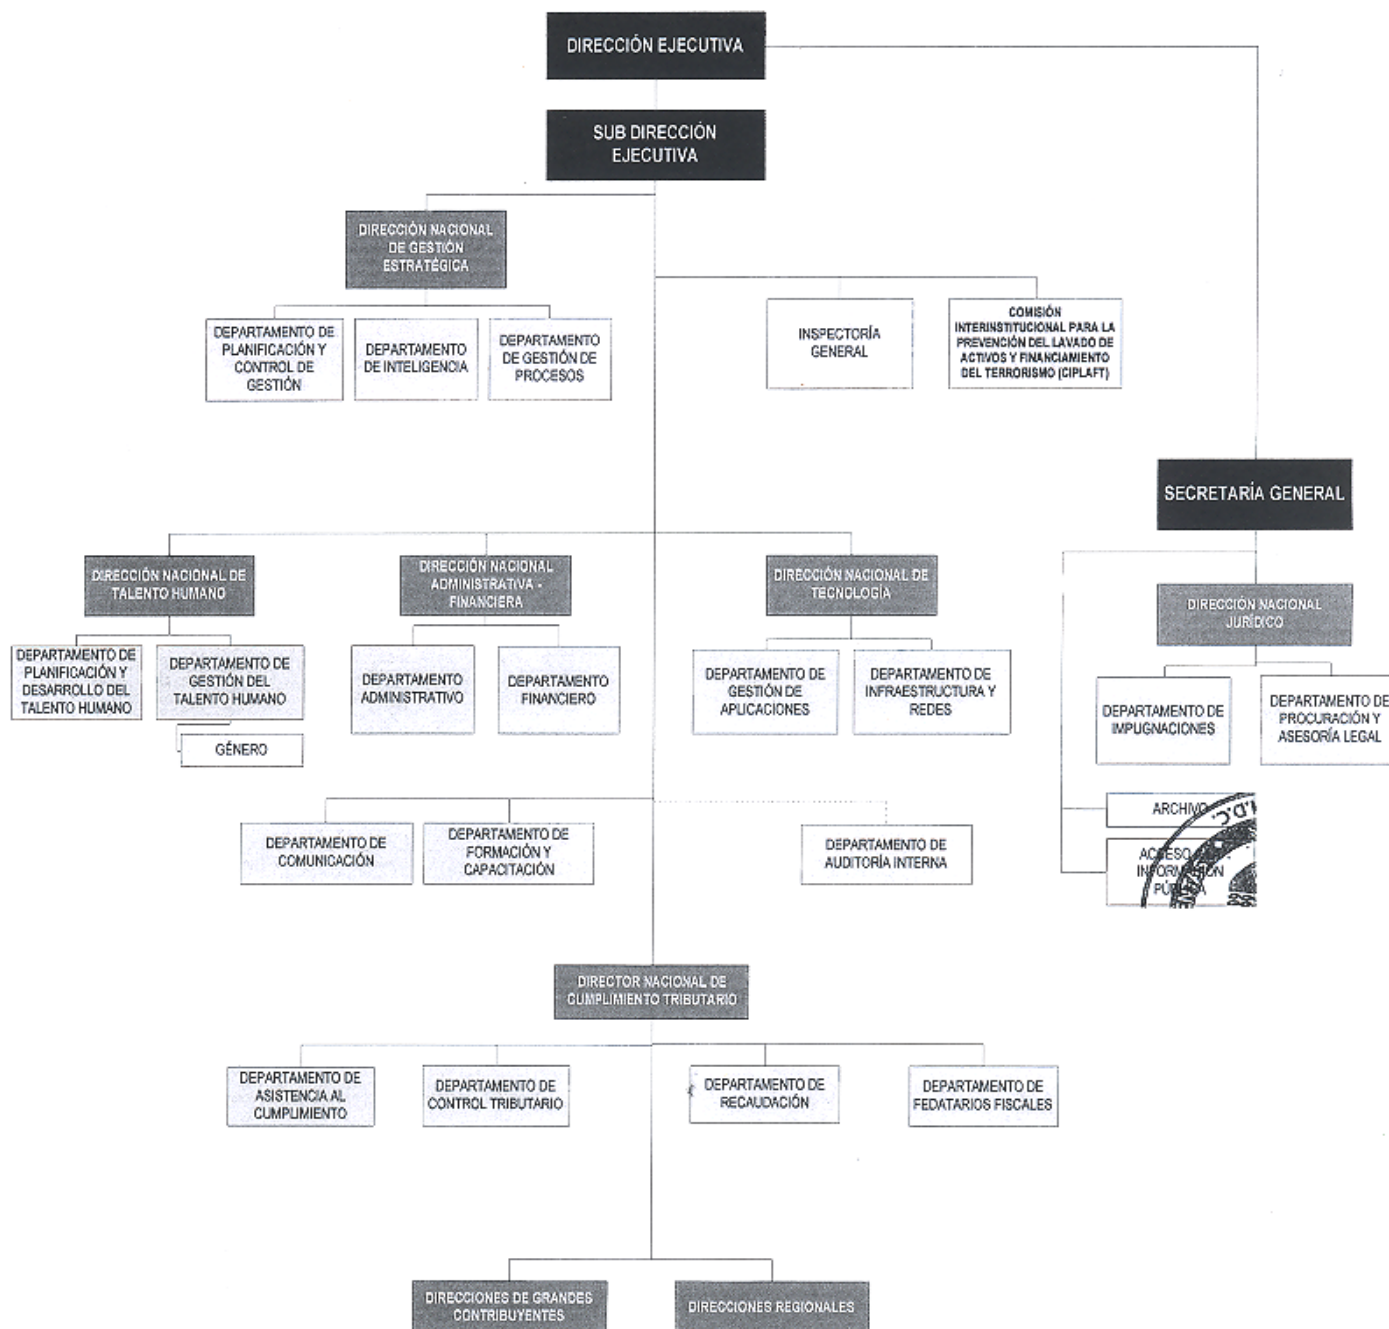 DIRECCIÓN EJECUTIVA
SUB DIRECCIÓN
EJECUTIVA
DIRECCIÓN NACIONAL
DE GESTIÓN
ESTRATÉGICA
DEPARTAMENTO DE
PLANIFICACIÓN Y
CONTROL DE
GESTIÓN
DEPARTAMENTO
DE INTELIGENCIA
DEPARTAMENTO
DE GESTIÓN DE
PROCESOS
INSPECTORÍA
GENERAL
COMISIÓN
INTERINSTITUCIONAL PARA LA
PREVENCIÓN DEL LAVADO DE
ACTIVOS Y FINANCIAMIENTO
DEL TERRORISMO (CIPLAFT)
SECRETARÍA GENERAL
DIRECCIÓN NACIONAL DE
TALENTO HUMANO
DIRECCIÓN NACIONAL
ADMINISTRATIVA -
FINANCIERA
DIRECCIÓN NACIONAL DE
TECNOLOGÍA
DIRECCIÓN NACIONAL
JURÍDICO
DEPARTAMENTO DE
PLANIFICACIÓN Y
DESARROLLO DEL
TALENTO HUMANO
DEPARTAMENTO DE
GESTIÓN DEL
TALENTO HUMANO
GÉNERO
DEPARTAMENTO
ADMINISTRATIVO
DEPARTAMENTO
FINANCIERO
DEPARTAMENTO DE
GESTIÓN DE
APLICACIONES
DEPARTAMENTO DE
INFRAESTRUCTURA Y
REDES
DEPARTAMENTO DE
IMPUGNACIONES
DEPARTAMENTO DE
PROCURACIÓN Y
ASESORÍA LEGAL
ARCHIVO
ACCESO
INFORMACIÓN
PÚBLICA
DEPARTAMENTO DE
COMUNICACIÓN
DEPARTAMENTO DE
FORMACIÓN Y
CAPACITACIÓN
DEPARTAMENTO DE
AUDITORÍA INTERNA
DIRECTOR NACIONAL DE
CUMPLIMIENTO TRIBUTARIO
DEPARTAMENTO DE
ASISTENCIA AL
CUMPLIMIENTO
DEPARTAMENTO DE
CONTROL TRIBUTARIO
DEPARTAMENTO DE
RECAUDACIÓN
DEPARTAMENTO DE
FEDATARIOS FISCALES
DIRECCIONES DE GRANDES
CONTRIBUYENTES
DIRECCIONES REGIONALES